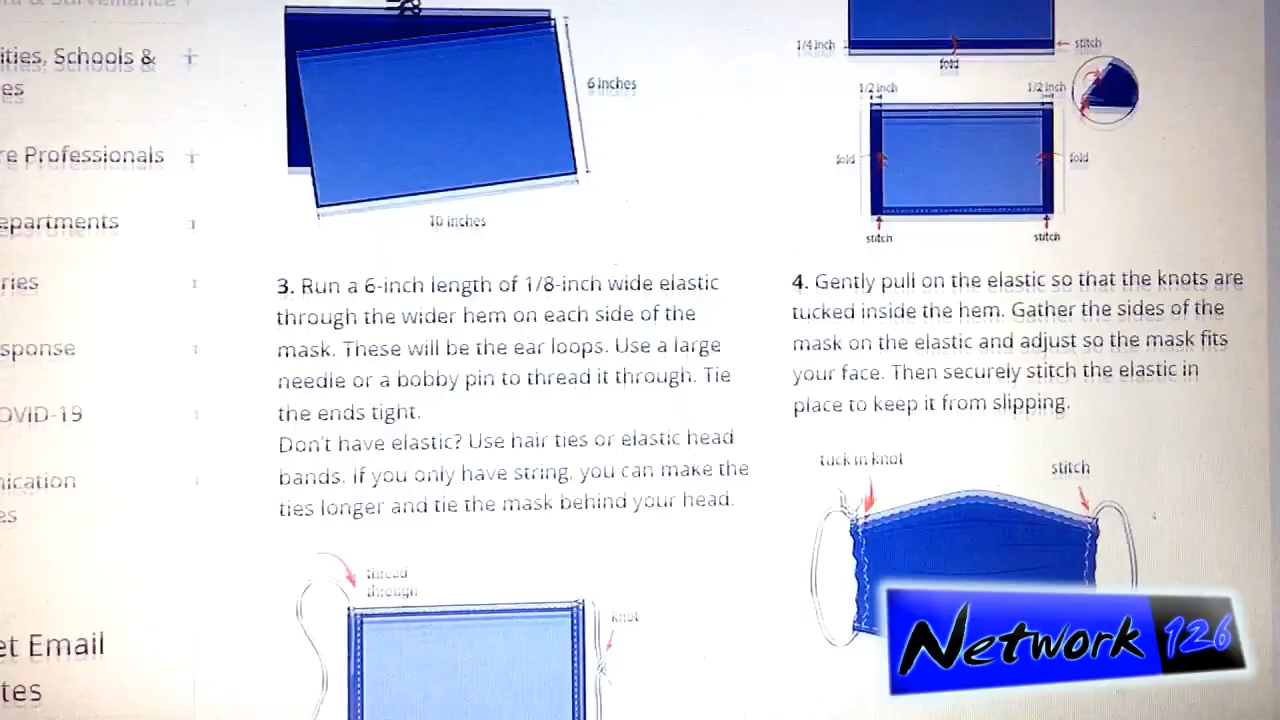 ities, Schools &
es
re Professionals
epartments
ries
sponse
OVID-19
ication
es
et Email
tes
6 inches
10 inches
1/4 inch
fold
stitch
1/2 inch
1/2 inch
fold
fold
stitch
stitch
3. Run a 6-inch length of 1/8-inch wide elastic
through the wider hem on each side of the
mask. These will be the ear loops. Use a large
needle or a bobby pin to thread it through. Tie
the ends tight.
Don't have elastic? Use hair ties or elastic head
bands. If you only have string, you can make the
ties longer and tie the mask behind your head.
thread
through
knot
4. Gently pull on the elastic so that the knots are
tucked inside the hem. Gather the sides of the
mask on the elastic and adjust so the mask fits
your face. Then securely stitch the elastic in
place to keep it from slipping.
tuck in knot
stitch
Network 126